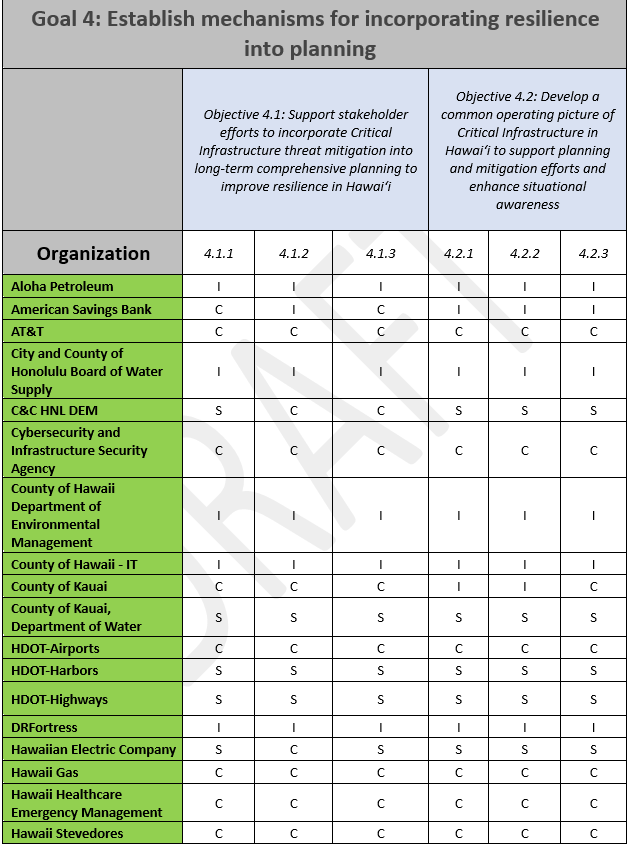 Goal 4: Establish mechanisms for incorporating resilience
into planning
Objective 4.1: Support stakeholder
efforts to incorporate Critical
Infrastructure threat mitigation into
long-term comprehensive planning to
improve resilience in Hawaiʻi
Objective 4.2: Develop a
common operating picture of
Critical Infrastructure in
Hawaiʻi to support planning
and mitigation efforts and
enhance situational
awareness
Organization 4.1.1 4.1.2 4.1.3 4.2.1 4.2.2 4.2.3
Aloha Petroleum I I I I I I
American Savings Bank C I C I I I
AT&T C C C C C C
City and County of
Honolulu Board of Water
Supply
I I I I I I
C&C HNL DEM S C C S S S
Cybersecurity and
Infrastructure Security
Agency
C C C C C C
County of Hawaii
Department of
Environmental
Management
I I I I I I
County of Hawaii - IT I I I I I I
County of Kauai C C C I I C
County of Kauai,
Department of Water
S S S S S S
HDOT-Airports C C C C C C
HDOT-Harbors S S S S S S
HDOT-Highways S S S S S S
DRFortress I I I I I I
Hawaiian Electric Company S C S S S S
Hawaii Gas C C C C C C
Hawaii Healthcare
Emergency Management
C C C C C C
Hawaii Stevedores C C C C C C
DRAFT